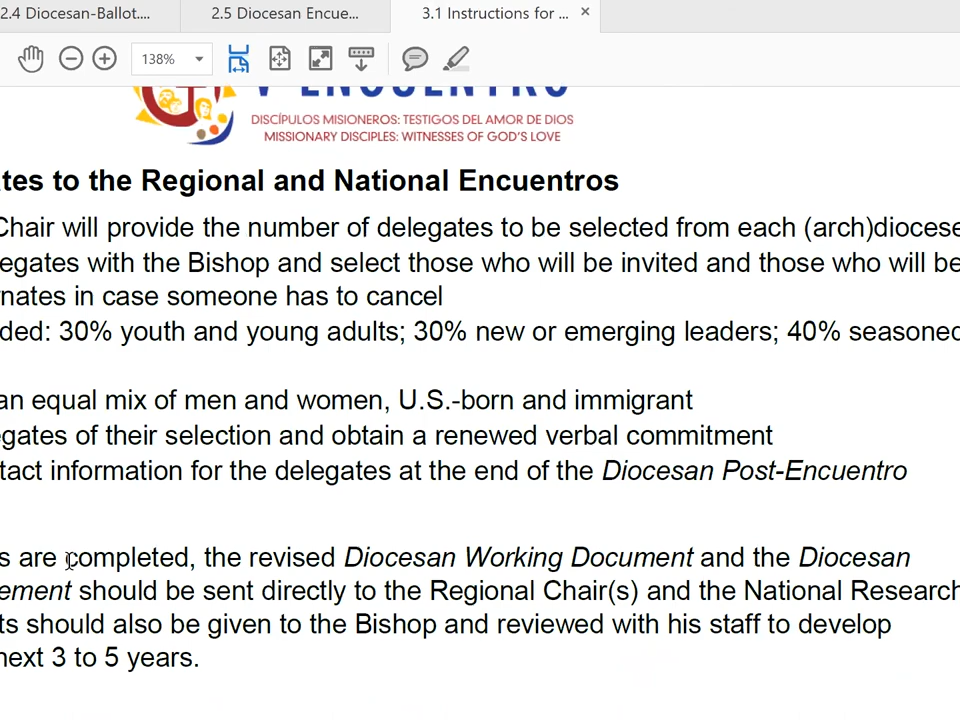 2.4 Diocesan-Ballot.... 2.5 Diocesan Encue... 3.1 Instructions for ... ×
138%
V ENCUENTRO
DISCÍPULOS MISIONEROS: TESTIGOS DEL AMOR DE DIOS
MISSIONARY DISCIPLES: WITNESSES OF GOD'S LOVE
tes to the Regional and National Encuentros
Chair will provide the number of delegates to be selected from each (arch)diocese
egates with the Bishop and select those who will be invited and those who will be
rnates in case someone has to cancel
ded: 30% youth and young adults; 30% new or emerging leaders; 40% seasoned
an equal mix of men and women, U.S.-born and immigrant
egates of their selection and obtain a renewed verbal commitment
tact information for the delegates at the end of the Diocesan Post-Encuentro
s are completed, the revised Diocesan Working Document and the Diocesan
ement should be sent directly to the Regional Chair(s) and the National Research
ts should also be given to the Bishop and reviewed with his staff to develop
next 3 to 5 years.